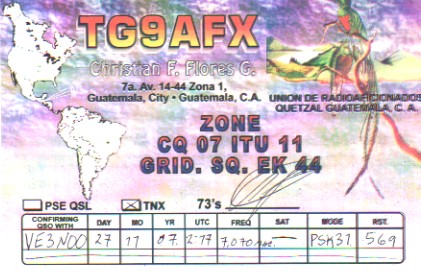 TG9AFX
Christian F. Flores G.
7a. Av. 14-44 Zona 1,
Guatemala, City • Guatemala, C.A.
UNION DE RADIOAFICIONADOS
QUETZAL GUATEMALA, C. A.
ZONE
CQ 07 ITU 11
GRID. SQ. EK 44
PSE QSL TNX 73's
CONFIRMING QSO WITH DAY MO YR UTC FREQ SAT MODE RST.
VE3NOO 27 11 07. 2:17 7,070 — PSK31 569